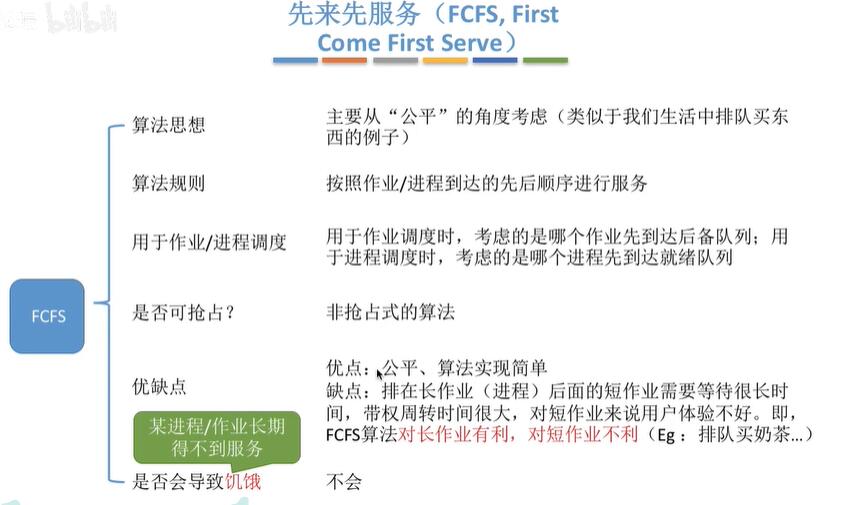 先来先服务（FCFS, First
Come First Serve）
算法思想
主要从“公平”的角度考虑（类似于我们生活中排队买东
西的例子）
算法规则
按照作业/进程到达的先后顺序进行服务
用于作业/进程调度
用于作业调度时，考虑的是哪个作业先到达后备队列；用
于进程调度时，考虑的是哪个进程先到达就绪队列
FCFS
是否可抢占？
非抢占式的算法
优缺点
优点：公平、算法实现简单
缺点：排在长作业（进程）后面的短作业需要等待很长时
间，带权周转时间很大，对短作业来说用户体验不好。即，
FCFS算法对长作业有利，对短作业不利（Eg：排队买奶茶...）
某进程/作业长期
得不到服务
是否会导致饥饿
不会